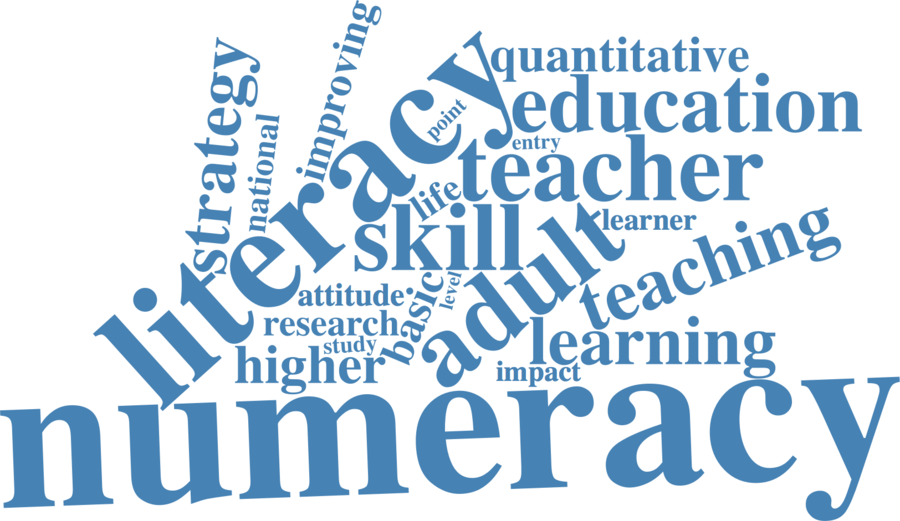 improving
strategy
national
literacy
point
quantitative
education
entry
teacher
life
skill
learner
adult
teaching
attitude
basic
level
research
study
higher
learning
impact
numeracy